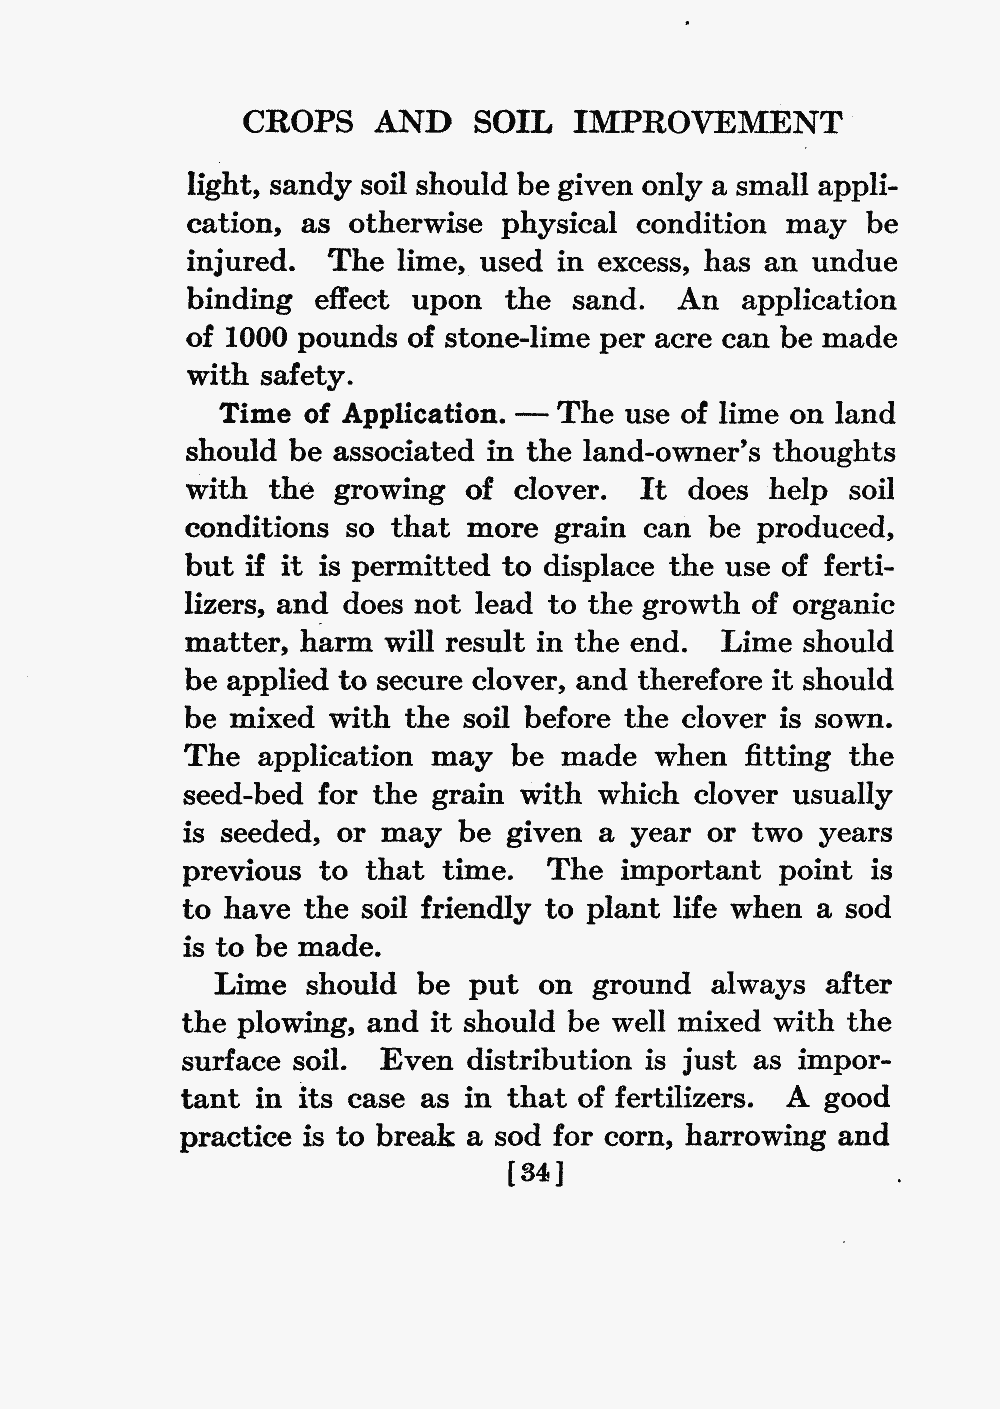 CROPS AND SOIL IMPROVEMENT
light, sandy soil should be given only a small appli-
cation, as otherwise physical condition may be
injured. The lime, used in excess, has an undue
binding effect upon the sand. An application
of 1000 pounds of stone-lime per acre can be made
with safety.
Time of Application. — The use of lime on land
should be associated in the land-owner's thoughts
with the growing of clover. It does help soil
conditions so that more grain can be produced,
but if it is permitted to displace the use of ferti-
lizers, and does not lead to the growth of organic
matter, harm will result in the end. Lime should
be applied to secure clover, and therefore it should
be mixed with the soil before the clover is sown.
The application may be made when fitting the
seed-bed for the grain with which clover usually
is seeded, or may be given a year or two years
previous to that time. The important point is
to have the soil friendly to plant life when a sod
is to be made.
Lime should be put on ground always after
the plowing, and it should be well mixed with the
surface soil. Even distribution is just as impor-
tant in its case as in that of fertilizers. A good
practice is to break a sod for corn, harrowing and
[34]